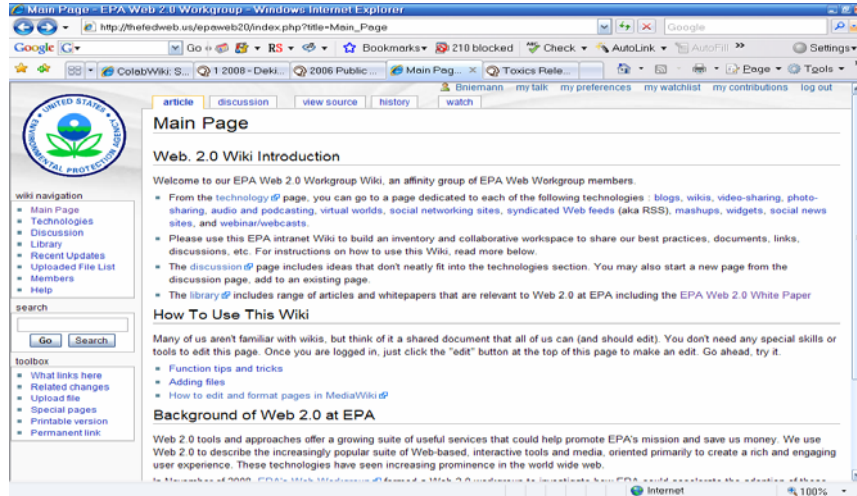 Main Page - EPA Web 2.0 Workgroup - Windows Internet Explorer
http://thefedweb.us/epaweb20/index.php?title=Main_Page
Google
Google G
Go
RS
Bookmarks
210 blocked
Check
AutoLink
AutoFill
Settings
ColabWiki: S...
1 2008 - Deki...
2006 Public ...
Main Pag...
Toxics Rele...
Page
Tools
Bniemann my talk my preferences my watchlist my contributions log out
article discussion view source history watch
UNITED STATES
ENVIRONMENTAL PROTECTION AGENCY
Main Page
Web. 2.0 Wiki Introduction
Welcome to our EPA Web 2.0 Workgroup Wiki, an affinity group of EPA Web Workgroup members.
From the technology page, you can go to a page dedicated to each of the following technologies : blogs, wikis, video-sharing, photo-
sharing, audio and podcasting, virtual worlds, social networking sites, syndicated Web feeds (aka RSS), mashups, widgets, social news
sites, and webinar/webcasts.
Please use this EPA intranet Wiki to build an inventory and collaborative workspace to share our best practices, documents, links,
discussions, etc. For instructions on how to use this Wiki, read more below.
The discussion page includes ideas that don't neatly fit into the technologies section. You may also start a new page from the
discussion page, add to an existing page.
The library includes range of articles and whitepapers that are relevant to Web 2.0 at EPA including the EPA Web 2.0 White Paper
How To Use This Wiki
Many of us aren't familiar with wikis, but think of it a shared document that all of us can (and should edit). You don't need any special skills or
tools to edit this page. Once you are logged in, just click the "edit" button at the top of this page to make an edit. Go ahead, try it.
Function tips and tricks
Adding files
How to edit and format pages in MediaWiki
Background of Web 2.0 at EPA
Web 2.0 tools and approaches offer a growing suite of useful services that could help promote EPA's mission and save us money. We use
Web 2.0 to describe the increasingly popular suite of Web-based, interactive tools and media, oriented primarily to create a rich and engaging
user experience. These technologies have seen increasing prominence in the world wide web.
wiki navigation
Main Page
Technologies
Discussion
Library
Recent Updates
Uploaded File List
Members
Help
search
Go Search
toolbox
What links here
Related changes
Upload file
Special pages
Printable version
Permanent link
Internet
100%